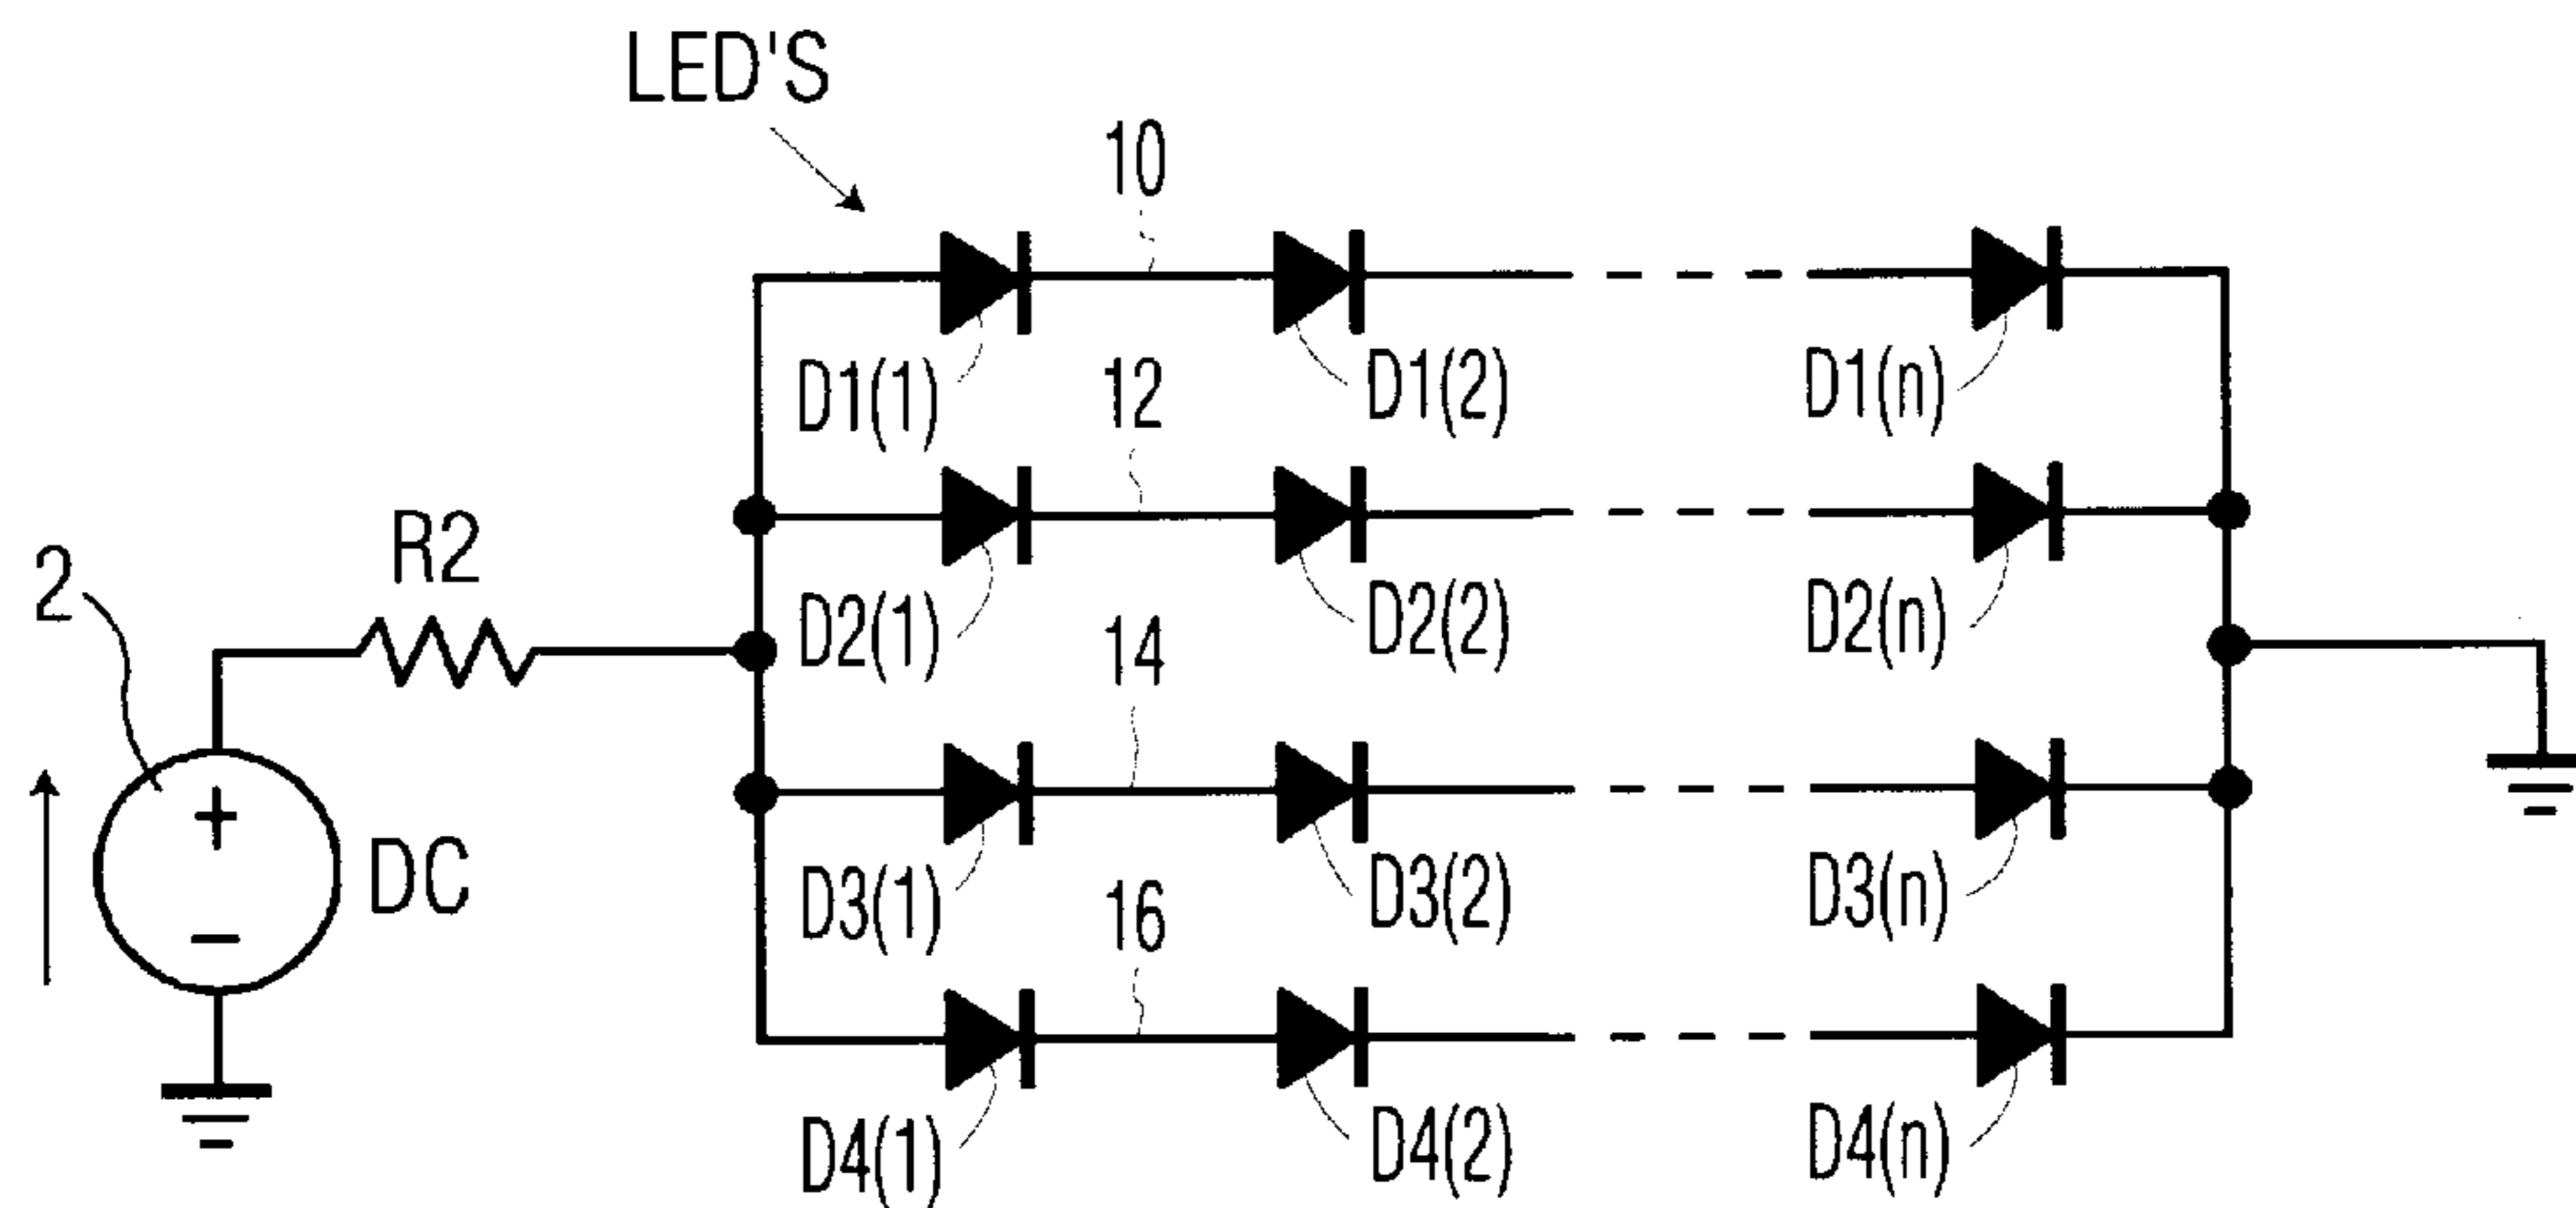 LED'S
10
D1(1)
D1(2)
D1(n)
12
D2(1)
D2(2)
D2(n)
R2
2
14
D3(1)
D3(2)
D3(n)
+
DC
−
16
D4(1)
D4(2)
D4(n)